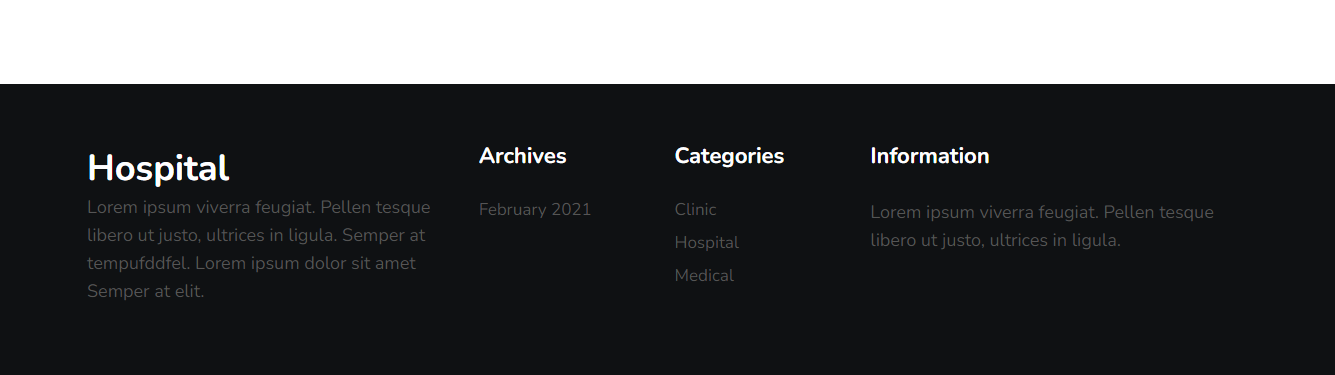 Hospital
Lorem ipsum viverra feugiat. Pellen tesque
libero ut justo, ultrices in ligula. Semper at
tempufddfel. Lorem ipsum dolor sit amet
Semper at elit.
Archives
February 2021
Categories
Clinic
Hospital
Medical
Information
Lorem ipsum viverra feugiat. Pellen tesque
libero ut justo, ultrices in ligula.